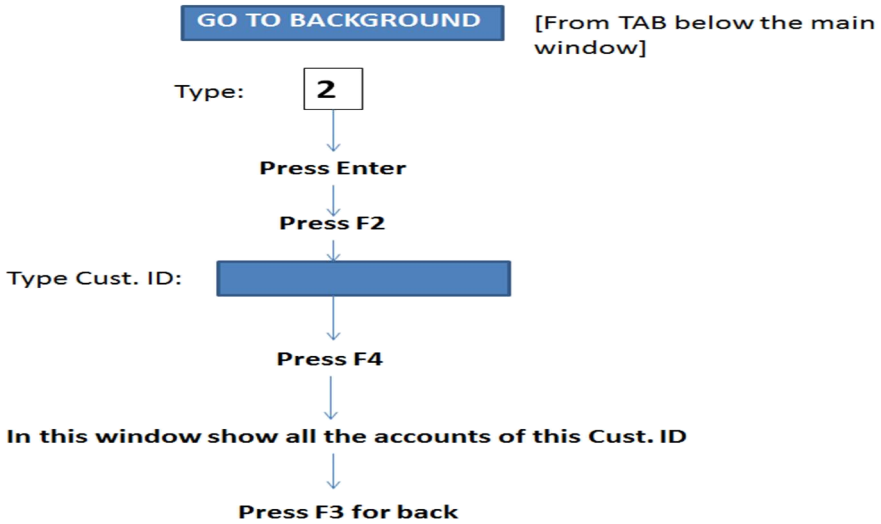 GO TO BACKGROUND
[From TAB below the main
window]
Type: 2
Press Enter
Press F2
Type Cust. ID:
Press F4
In this window show all the accounts of this Cust. ID
Press F3 for back